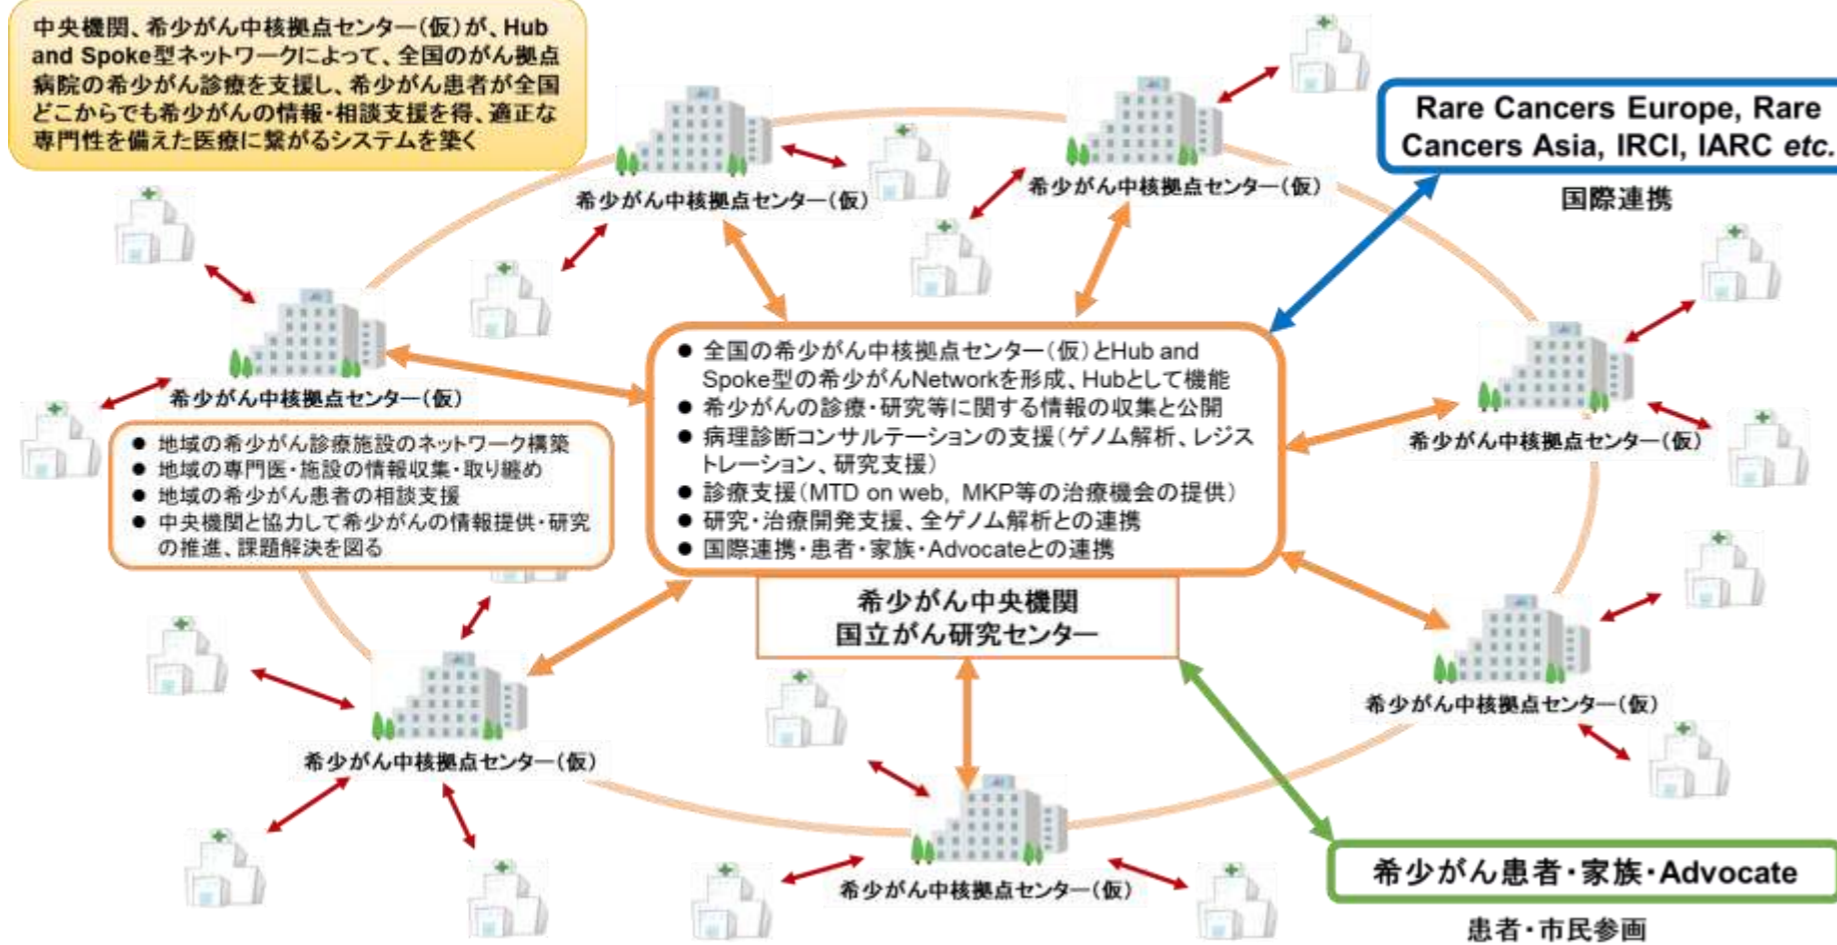 中央機関、希少がん中核拠点センター(仮)が、Hub
and Spoke型ネットワークによって、全国のがん拠点
病院の希少がん診療を支援し、希少がん患者が全国
どこからでも希少がんの情報・相談支援を得、適正な
専門性を備えた医療に繋がるシステムを築く
Rare Cancers Europe, Rare
Cancers Asia, IRCI, IARC etc.
国際連携
希少がん中核拠点センター(仮)
希少がん中核拠点センター(仮)
希少がん中核拠点センター(仮)
● 地域の希少がん診療施設のネットワーク構築
● 地域の専門医・施設の情報収集・取り纏め
● 地域の希少がん患者の相談支援
● 中央機関と協力して希少がんの情報提供・研究
の推進、課題解決を図る
● 全国の希少がん中核拠点センター(仮)とHub and
Spoke型の希少がんNetworkを形成、Hubとして機能
● 希少がんの診療・研究等に関する情報の収集と公開
● 病理診断コンサルテーションの支援(ゲノム解析、レジス
トレーション、研究支援)
● 診療支援(MTD on web, MKP等の治療機会の提供)
● 研究・治療開発支援、全ゲノム解析との連携
● 国際連携・患者・家族・Advocateとの連携
希少がん中央機関
国立がん研究センター
希少がん中核拠点センター(仮)
希少がん中核拠点センター(仮)
希少がん中核拠点センター(仮)
希少がん中核拠点センター(仮)
希少がん患者・家族・Advocate
患者・市民参画